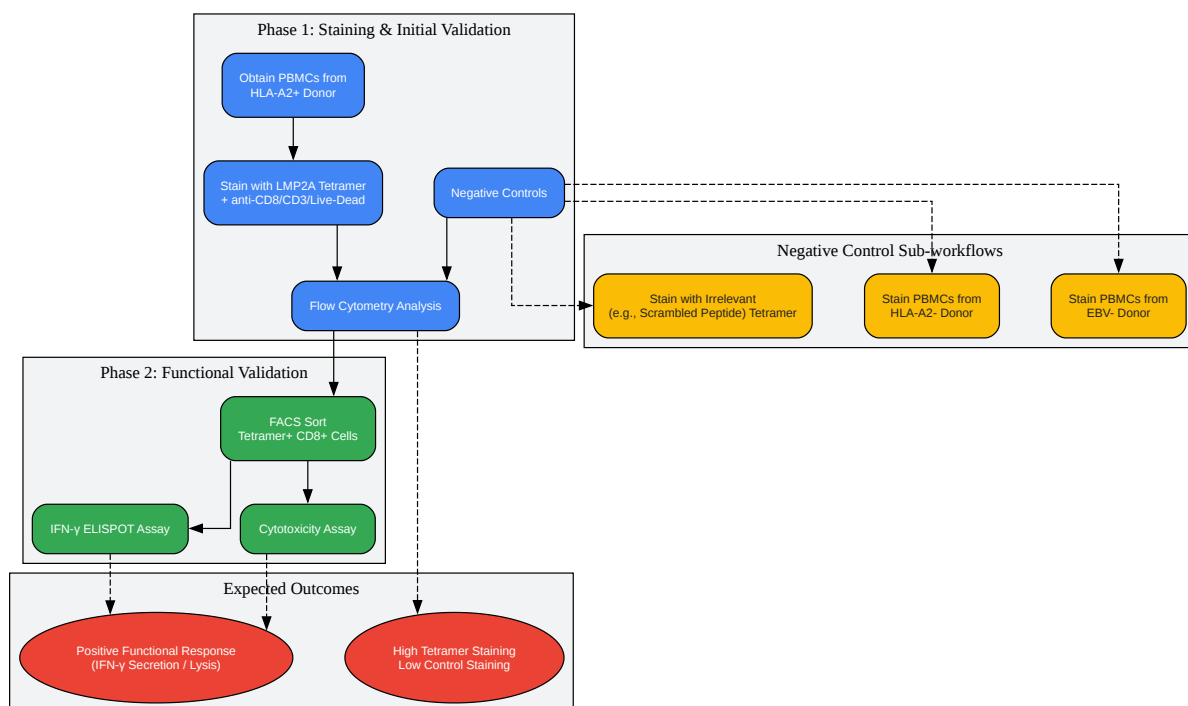 Phase 1: Staining & Initial Validation
Obtain PBMCs from
HLA-A2+ Donor
Stain with LMP2A Tetramer
+ anti-CD8/CD3/Live-Dead
Negative Controls
Flow Cytometry Analysis
Negative Control Sub-workflows
Stain with Irrelevant
(e.g., Scrambled Peptide) Tetramer
Stain PBMCs from
HLA-A2- Donor
Stain PBMCs from
EBV- Donor
Phase 2: Functional Validation
FACS Sort
Tetramer+ CD8+ Cells
IFN-γ ELISPOT Assay
Cytotoxicity Assay
Expected Outcomes
Positive Functional Response
(IFN-γ Secretion / Lysis)
High Tetramer Staining
Low Control Staining